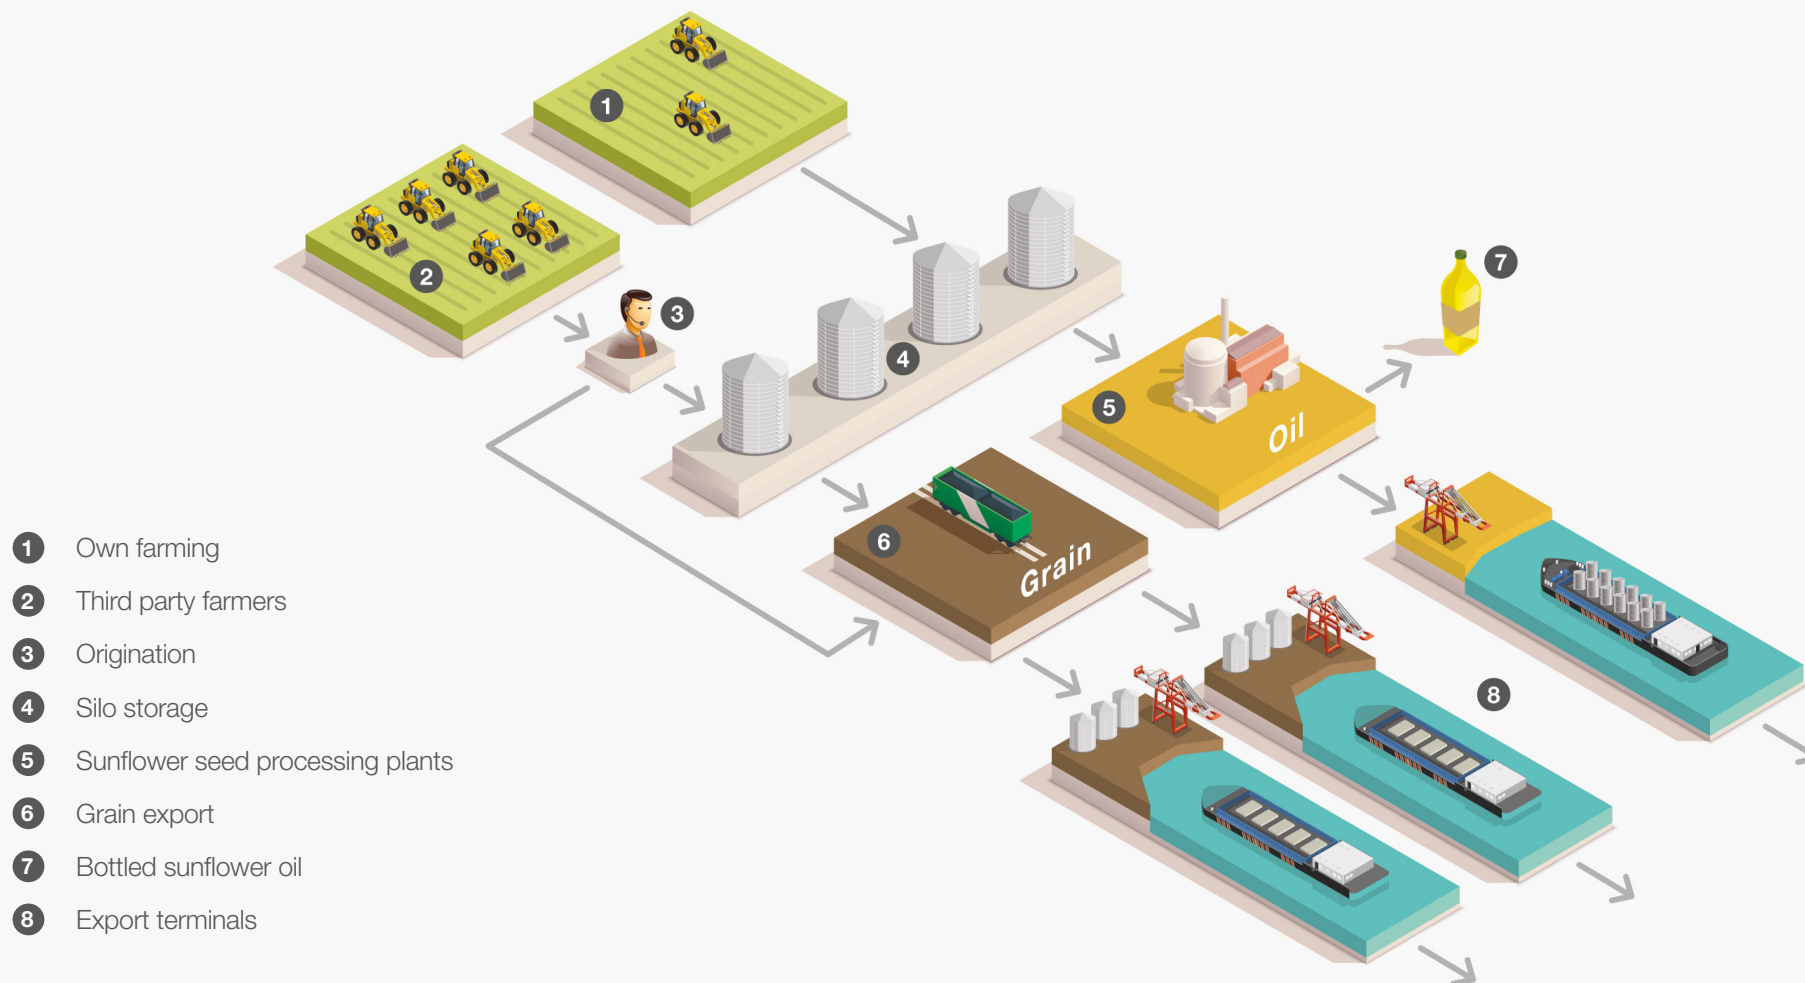 1
2
3
7
4
5
Oil
6
Grain
8
1 Own farming
2 Third party farmers
3 Origination
4 Silo storage
5 Sunflower seed processing plants
6 Grain export
7 Bottled sunflower oil
8 Export terminals